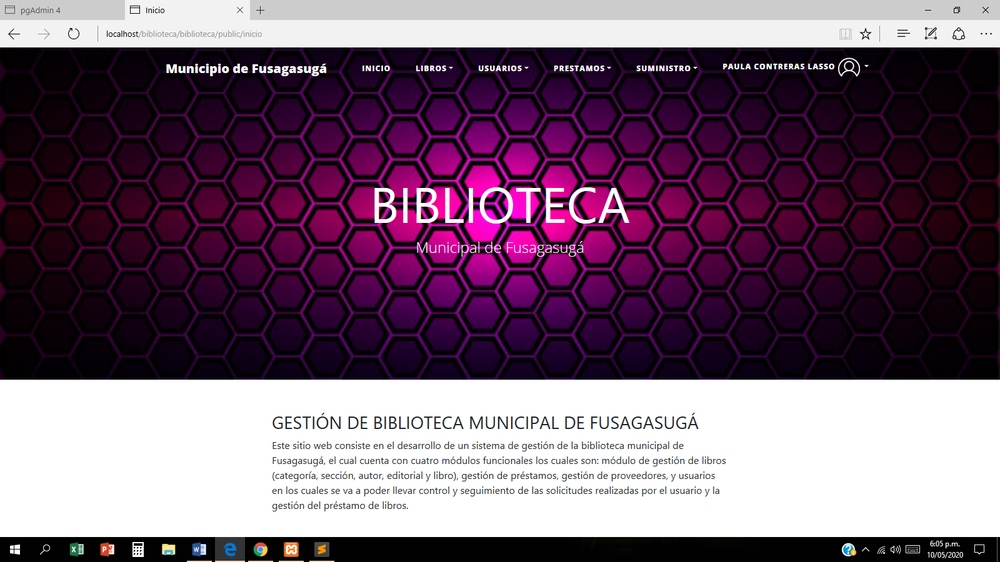 pgAdmin 4
Inicio
localhost/biblioteca/biblioteca/public/inicio
Municipio de Fusagasugá
INICIO
LIBROS
USUARIOS
PRESTAMOS
SUMINISTRO
PAULA CONTRERAS LASSO
BIBLIOTECA
Municipal de Fusagasugá
GESTIÓN DE BIBLIOTECA MUNICIPAL DE FUSAGASUGÁ
Este sitio web consiste en el desarrollo de un sistema de gestión de la biblioteca municipal de
Fusagasugá, el cual cuenta con cuatro módulos funcionales los cuales son: módulo de gestión de libros
(categoría, sección, autor, editorial y libro), gestión de préstamos, gestión de proveedores, y usuarios
en los cuales se va a poder llevar control y seguimiento de las solicitudes realizadas por el usuario y la
gestión del préstamo de libros.
6:05 p.m.
10/05/2020